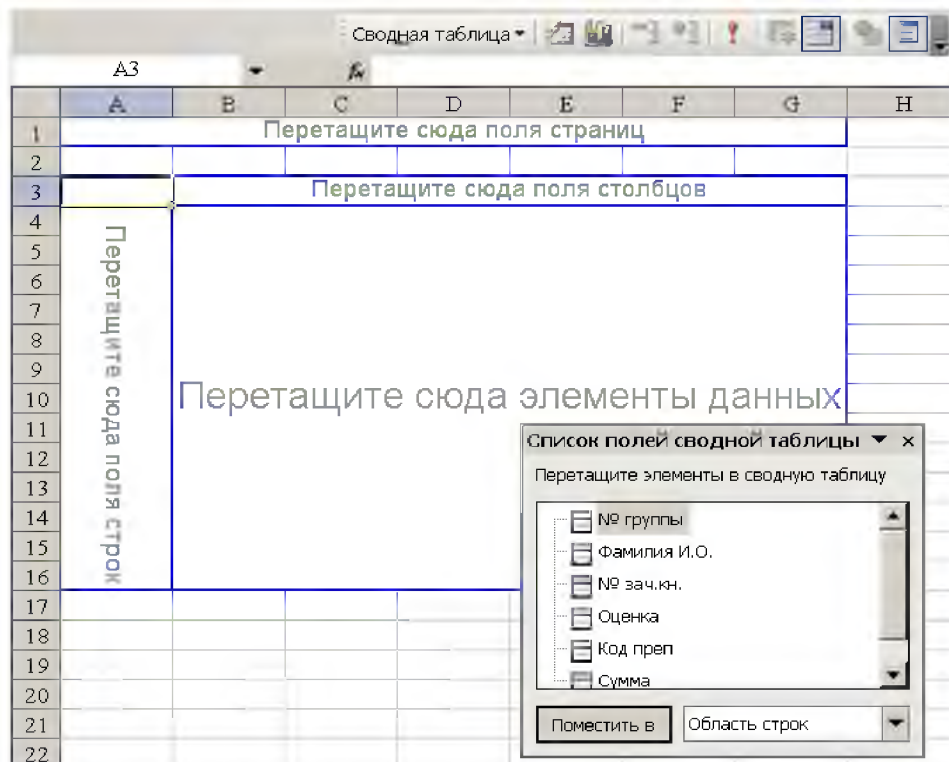 Сводная таблица
A3
A B C D E F G H
1 Перетащите сюда поля страниц
2
3 Перетащите сюда поля столбцов
4
5
6
7
8
9
10
11
12
13
14
15
16
17
18
19
20
21
22
Перетащите сюда поля строк
Перетащите сюда элементы данных
Список полей сводной таблицы
Перетащите элементы в сводную таблицу
№ группы
Фамилия И.О.
№ зач.кн.
Оценка
Код преп
Сумма
Поместить в Область строк